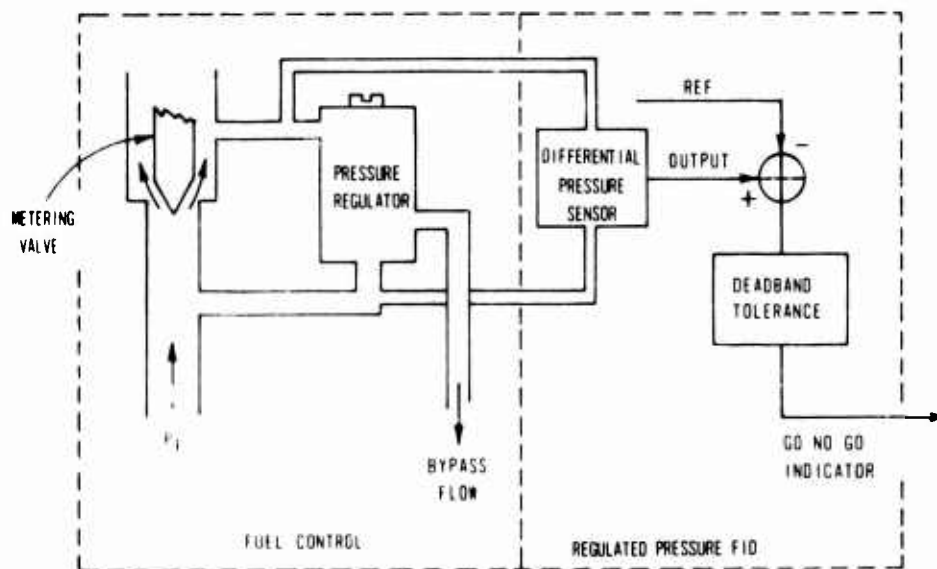 REF
DIFFERENTIAL
PRESSURE
SENSOR
OUTPUT
-
+
PRESSURE
REGULATOR
METERING
VALVE
DEADBAND
TOLERANCE
BYPASS
FLOW
GO NO GO
INDICATOR
FUEL CONTROL
REGULATED PRESSURE FID